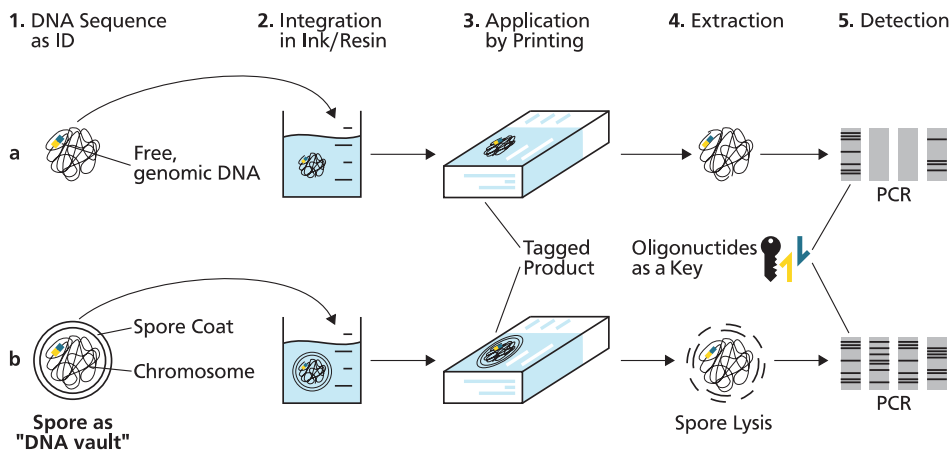 1. DNA Sequence
as ID
2. Integration
in Ink/Resin
3. Application
by Printing
4. Extraction
5. Detection
a
Free,
genomic DNA
PCR
Tagged
Product
Oligonuctides
as a Key
b
Spore Coat
Chromosome
Spore as
"DNA vault"
Spore Lysis
PCR